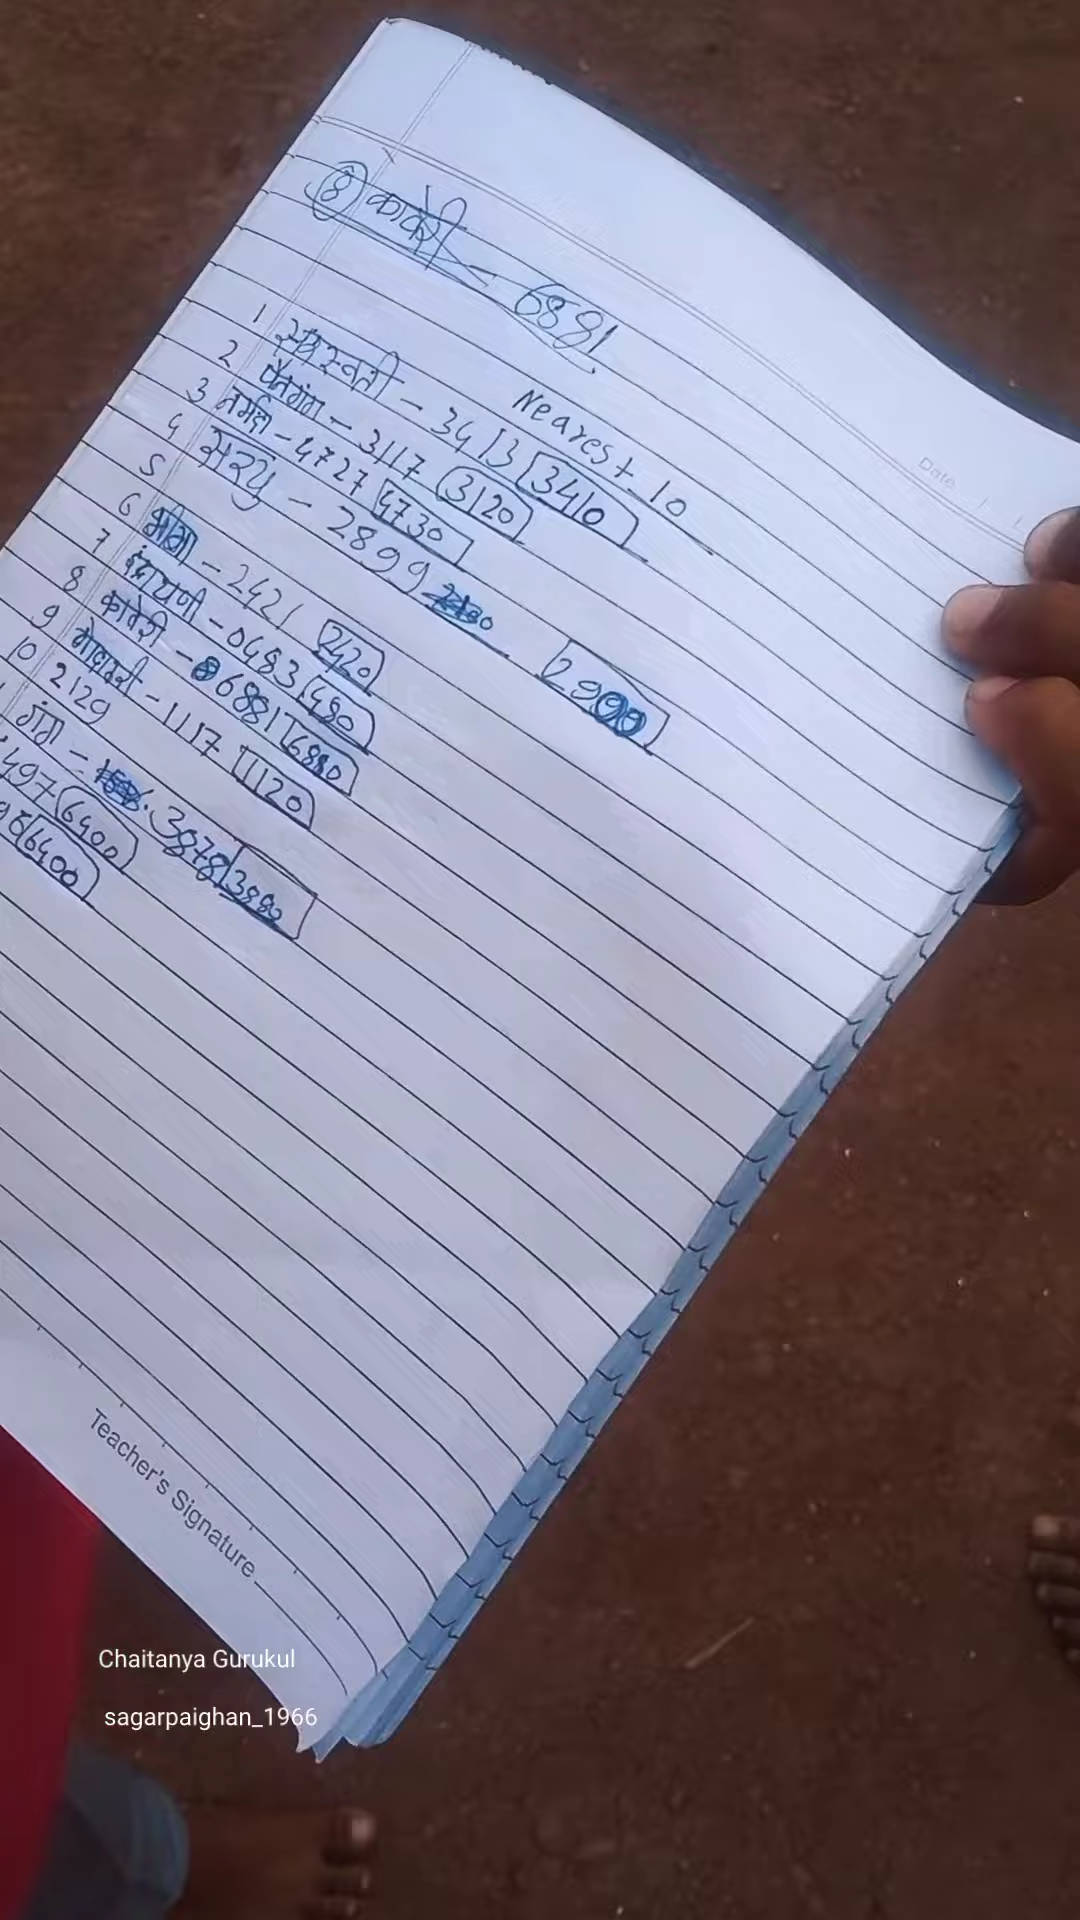 8 कावेरी - 6881
Nearest 10
Date
1 सरस्वती - 3413 3410
2 पैनगंगा - 3117 3120
3 नर्मदा - 4727 4730
4 सरयु - 2899 2900
5
6 भीमा - 2421 2420
7 इंद्रायणी - 0483 480
8 कावेरी - 6881 6880
9 गोदावरी - 1117 1120
10 2129
गंगा - 3878 3880
497 6400
6400
Teacher's Signature
Chaitanya Gurukul
sagarpaighan_1966